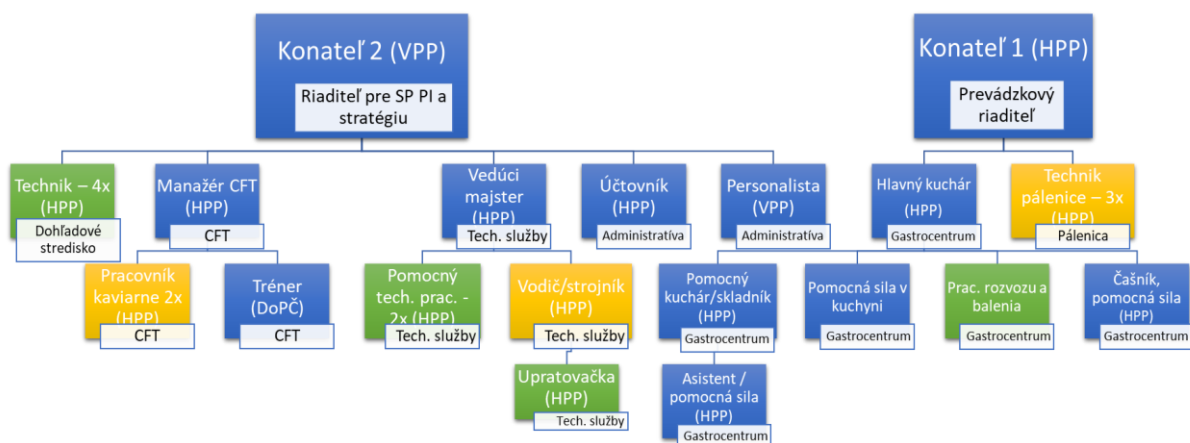 Konateľ 2 (VPP)
Riaditeľ pre SP PI a
stratégiu
Konateľ 1 (HPP)
Prevádzkový
riaditeľ
Technik – 4x
(HPP)
Dohľadové
stredisko
Manažér CFT
(HPP)
CFT
Vedúci
majster
(HPP)
Tech. služby
Účtovník
(HPP)
Administratíva
Personalista
(VPP)
Administratíva
Hlavný kuchár
(HPP)
Gastrocentrum
Technik
pálenice – 3x
(HPP)
Pálenica
Pracovník
kaviarne 2x
(HPP)
CFT
Tréner
(DoPČ)
CFT
Pomocný
tech. prac. -
2x (HPP)
Tech. služby
Vodič/strojník
(HPP)
Tech. služby
Pomocný
kuchár/skladník
(HPP)
Gastrocentrum
Pomocná sila v
kuchyni
Gastrocentrum
Prac. rozvozu a
balenia
Gastrocentrum
Čašník,
pomocná sila
(HPP)
Gastrocentrum
Upratovačka
(HPP)
Tech. služby
Asistent /
pomocná sila
(HPP)
Gastrocentrum